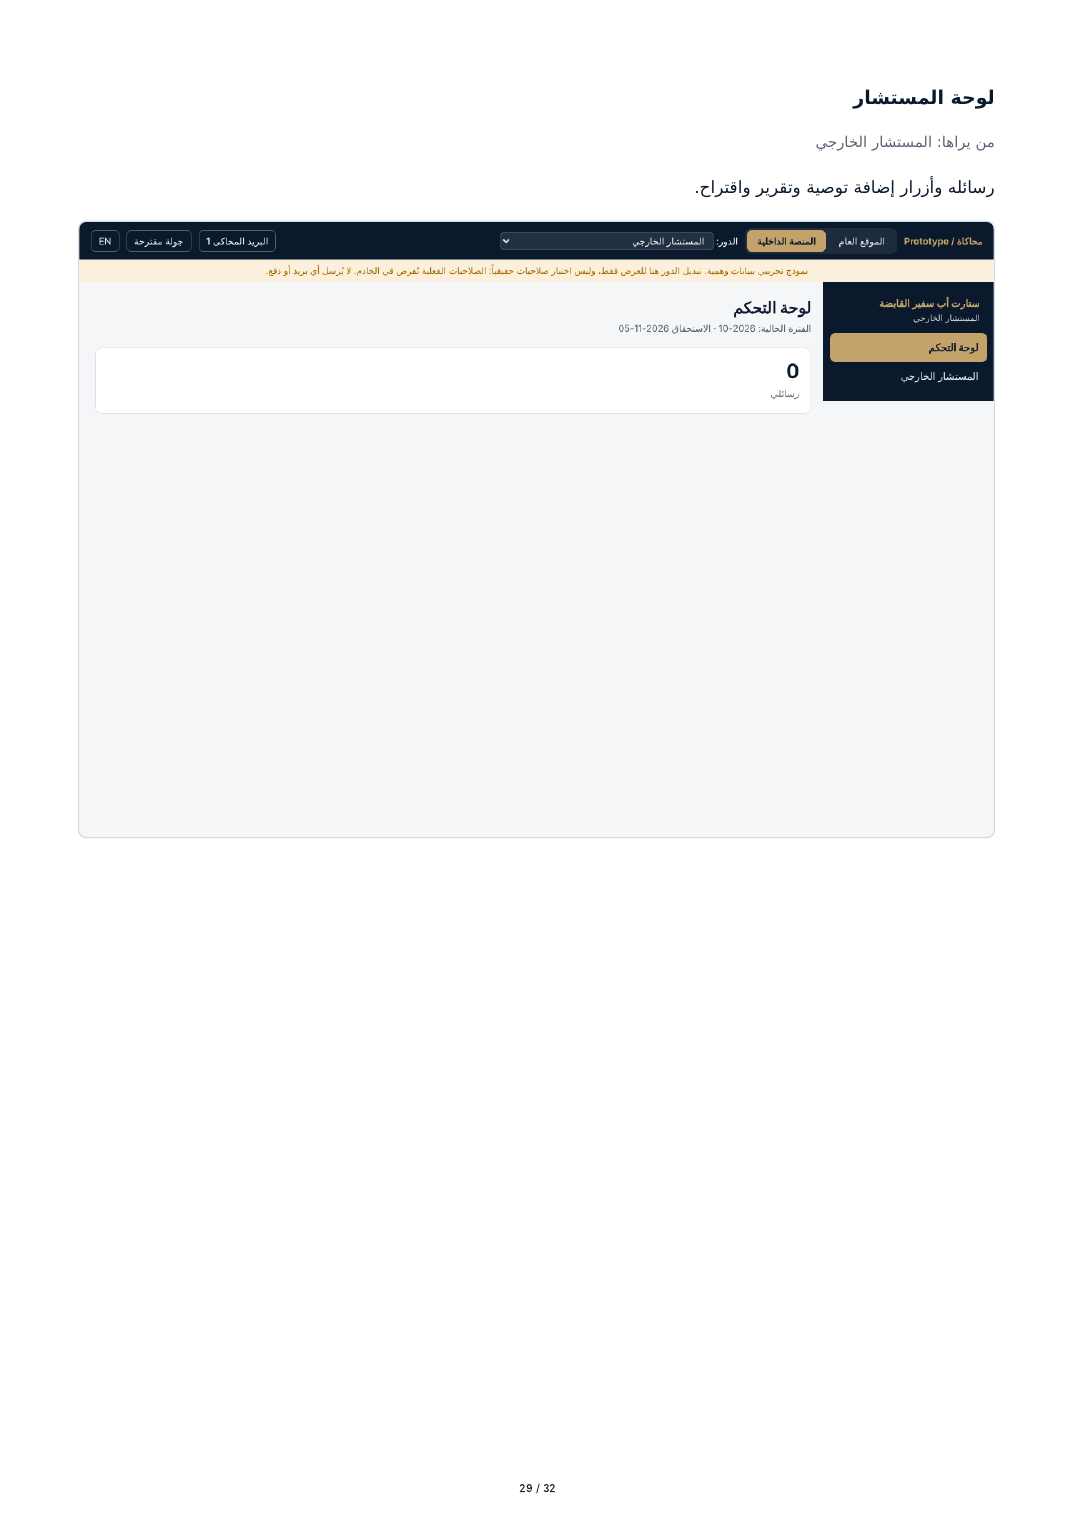 لوحة المستشار
من يراها: المستشار الخارجي
رسائله وأزرار إضافة توصية وتقرير واقتراح.
محاكاة / Prototype
الموقع العام
المنصة الداخلية
الدور:
المستشار الخارجي
البريد المحاكى 1
جولة مقترحة
EN
نموذج تجريبي ببيانات وهمية. تبديل الدور هنا للعرض فقط، وليس اختبار صلاحيات حقيقياً: الصلاحيات الفعلية تُفرض في الخادم. لا يُرسل أي بريد أو دفع.
ستارت أب سفير القابضة
المستشار الخارجي
لوحة التحكم
المستشار الخارجي
لوحة التحكم
الفترة الحالية: 2026-10 · الاستحقاق 2026-11-05
0
رسائلي
29 / 32